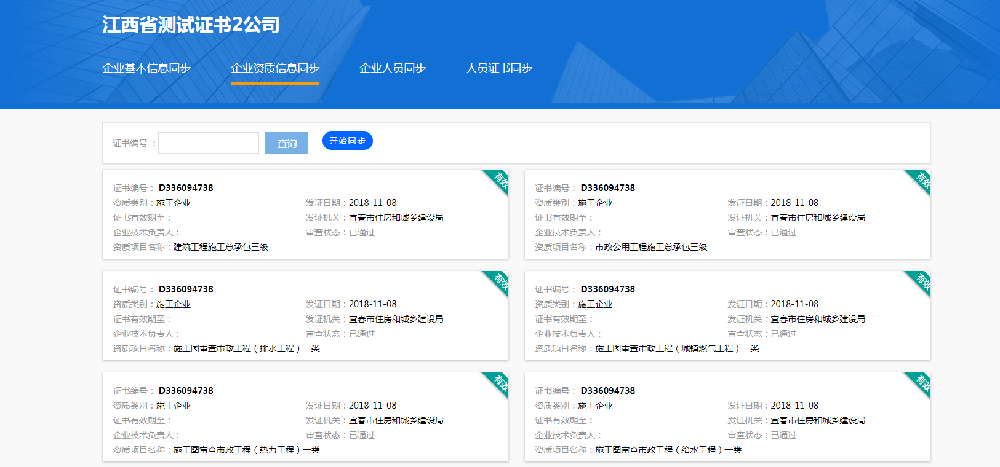 江西省测试证书2公司
企业基本信息同步 企业资质信息同步 企业人员同步 人员证书同步
证书编号 : 查询 开始同步
有效
证书编号： D336094738
资质类别：施工企业 发证日期：2018-11-08
证书有效期至： 发证机关：宜春市住房和城乡建设局
企业技术负责人： 审查状态：已通过
资质项目名称：建筑工程施工总承包三级
有效
证书编号： D336094738
资质类别：施工企业 发证日期：2018-11-08
证书有效期至： 发证机关：宜春市住房和城乡建设局
企业技术负责人： 审查状态：已通过
资质项目名称：市政公用工程施工总承包三级
有效
证书编号： D336094738
资质类别：施工企业 发证日期：2018-11-08
证书有效期至： 发证机关：宜春市住房和城乡建设局
企业技术负责人： 审查状态：已通过
资质项目名称：施工图审查市政工程（排水工程）一类
有效
证书编号： D336094738
资质类别：施工企业 发证日期：2018-11-08
证书有效期至： 发证机关：宜春市住房和城乡建设局
企业技术负责人： 审查状态：已通过
资质项目名称：施工图审查市政工程（城镇燃气工程）一类
有效
证书编号： D336094738
资质类别：施工企业 发证日期：2018-11-08
证书有效期至： 发证机关：宜春市住房和城乡建设局
企业技术负责人： 审查状态：已通过
资质项目名称：施工图审查市政工程（热力工程）一类
有效
证书编号： D336094738
资质类别：施工企业 发证日期：2018-11-08
证书有效期至： 发证机关：宜春市住房和城乡建设局
企业技术负责人： 审查状态：已通过
资质项目名称：施工图审查市政工程（给水工程）一类